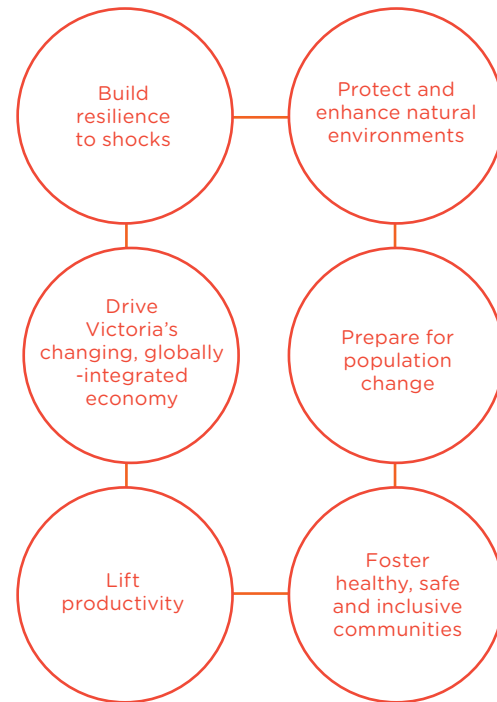 Build
resilience
to shocks
Protect and
enhance natural
environments
Drive
Victoria's
changing, globally
-integrated
economy
Prepare for
population
change
Lift
productivity
Foster
healthy, safe
and inclusive
communities